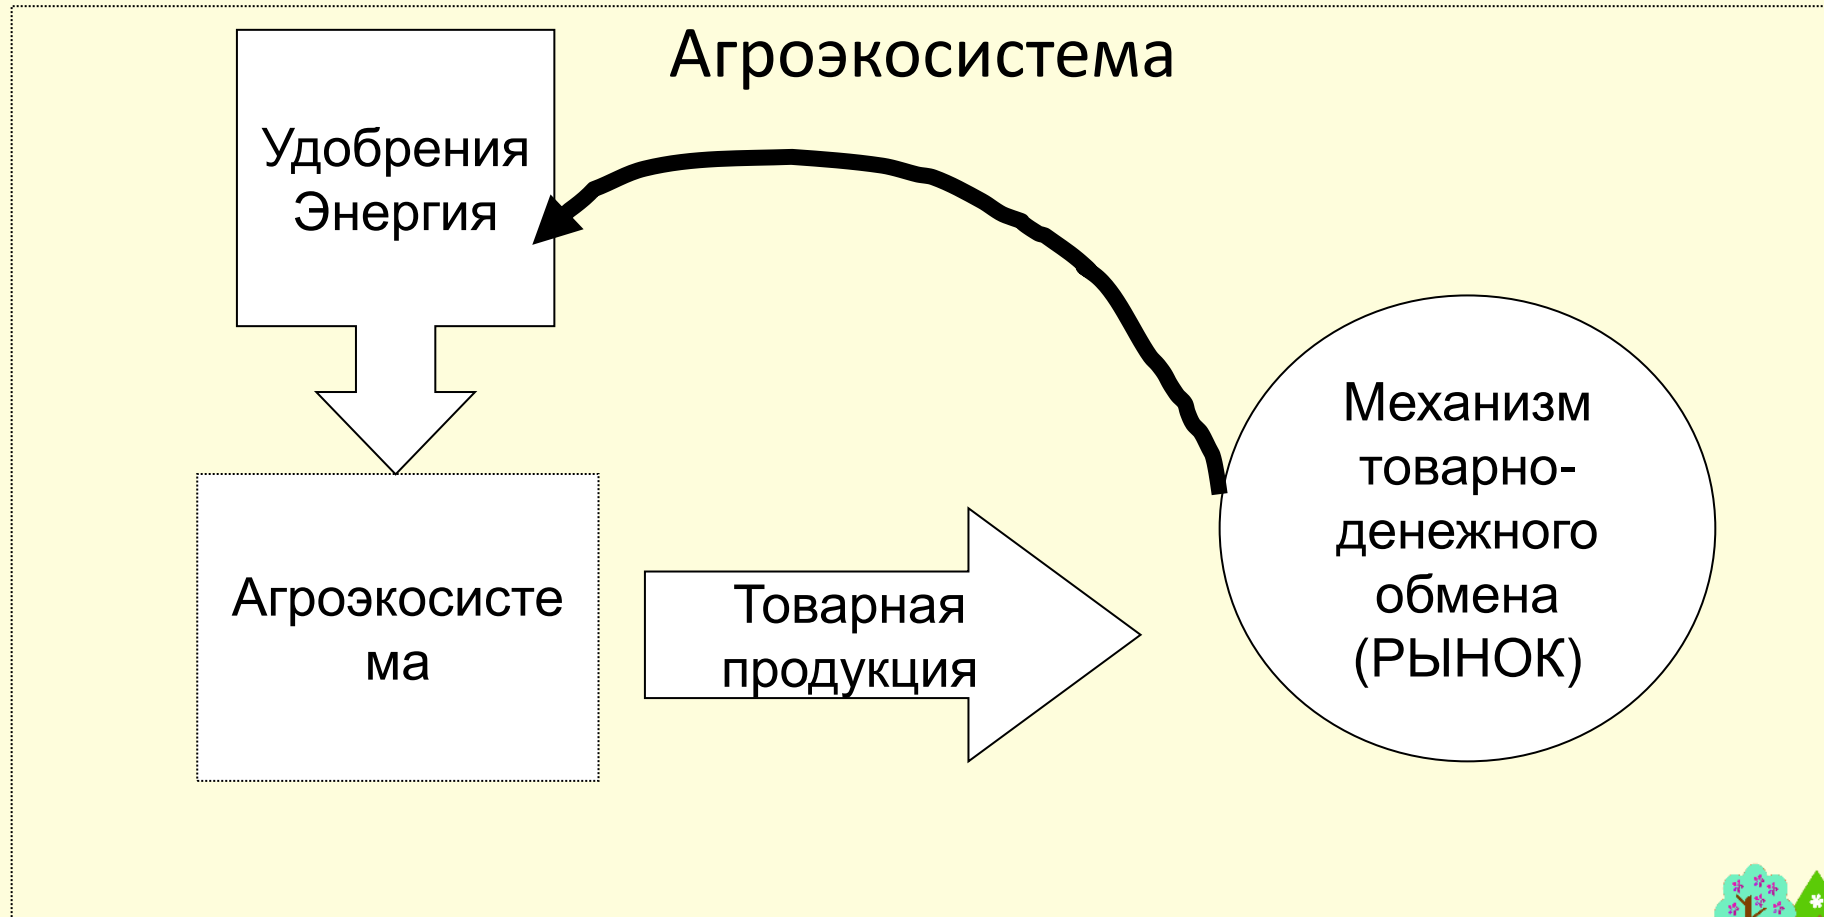 Агроэкосистема
Удобрения
Энергия
Агроэкосисте
ма
Товарная
продукция
Механизм
товарно-
денежного
обмена
(РЫНОК)